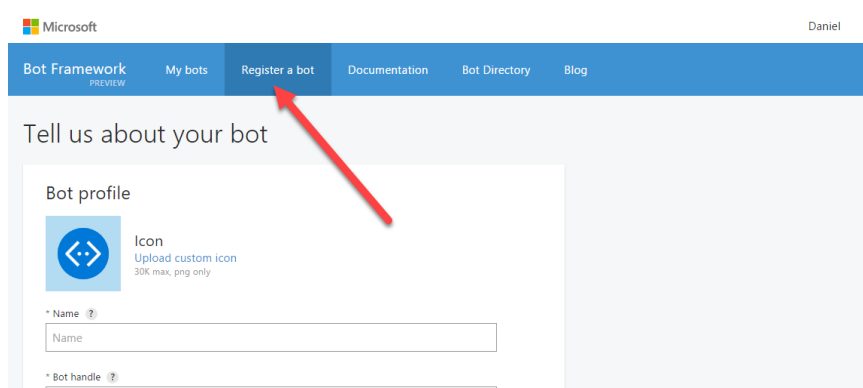 Microsoft
Daniel
Bot Framework
PREVIEW
My bots
Register a bot
Documentation
Bot Directory
Blog
Tell us about your bot
Bot profile
Icon
Upload custom icon
30K max, png only
* Name ?
Name
* Bot handle ?